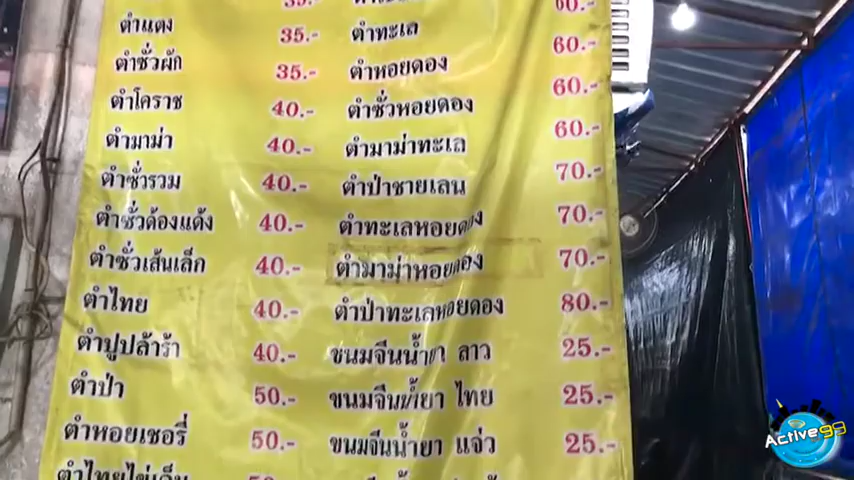 ตำแตง 35.-
ตำทะเล 60.-
ตำซั่วผัก 35.-
ตำหอยดอง 60.-
ตำโคราช 40.-
ตำซั่วหอยดอง 60.-
ตำมาม่า 40.-
ตำมาม่าทะเล 70.-
ตำซั่วรวม 40.-
ตำป่าชายเลน 70.-
ตำซั่วด้องแด้ง 40.-
ตำทะเลหอยดอง 70.-
ตำซั่วเส้นเล็ก 40.-
ตำมาม่าหอยดอง 70.-
ตำไทย 40.-
ตำป่าทะเลหอยดอง 80.-
ตำปูปลาร้า 40.-
ขนมจีนน้ำยา ลาว 25.-
ตำป่า 50.-
ขนมจีนน้ำยา ไทย 25.-
ตำหอยเชอรี่ 50.-
ขนมจีนน้ำยา แจ่ว 25.-
Active99